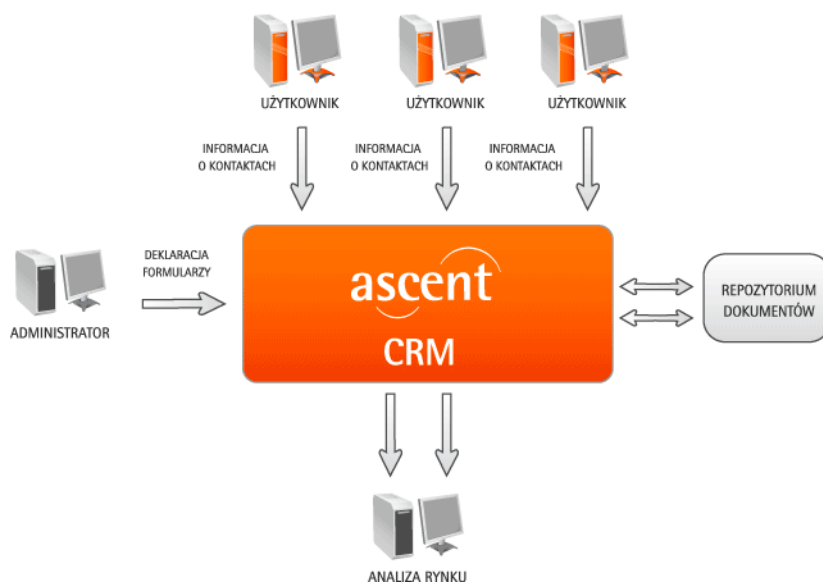 UŻYTKOWNIK
UŻYTKOWNIK
UŻYTKOWNIK
INFORMACJA
O KONTAKTACH
INFORMACJA
O KONTAKTACH
INFORMACJA
O KONTAKTACH
DEKLARACJA
FORMULARZY
ADMINISTRATOR
ascent
CRM
REPOZYTORIUM
DOKUMENTÓW
ANALIZA RYNKU